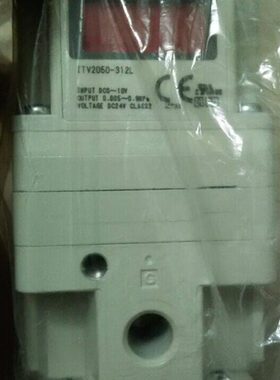 ITV2050-312L
INPUT DC0-10V
OUTPUT 0.005-0.9MPa
VOLTAGE DC24V CLASS2
CE